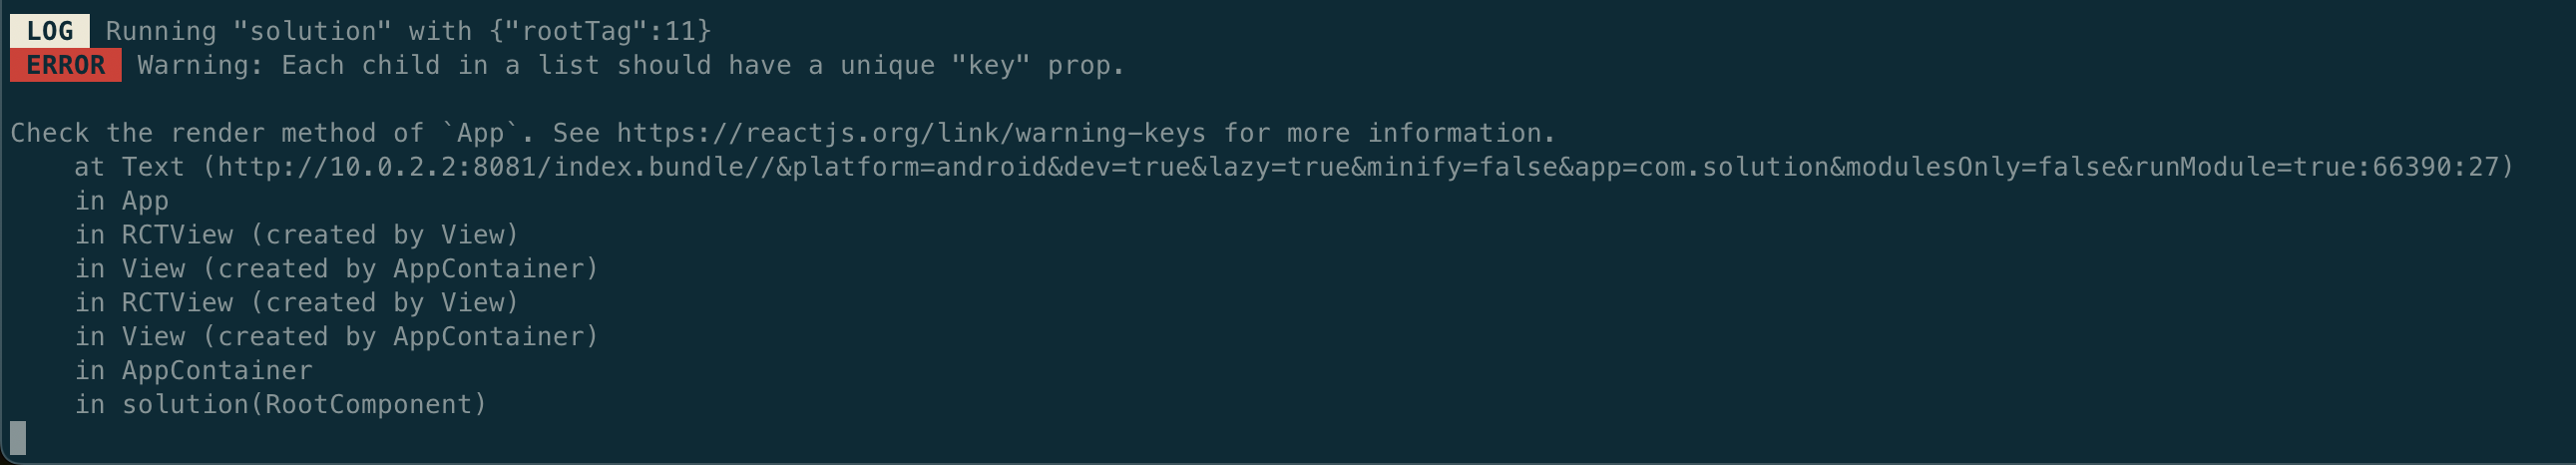 LOG Running "solution" with {"rootTag":11}
ERROR Warning: Each child in a list should have a unique "key" prop.
Check the render method of `App`. See https://reactjs.org/link/warning-keys for more information.
at Text (http://10.0.2.2:8081/index.bundle//&platform=android&dev=true&lazy=true&minify=false&app=com.solution&modulesOnly=false&runModule=true:66390:27)
in App
in RCTView (created by View)
in View (created by AppContainer)
in RCTView (created by View)
in View (created by AppContainer)
in AppContainer
in solution(RootComponent)